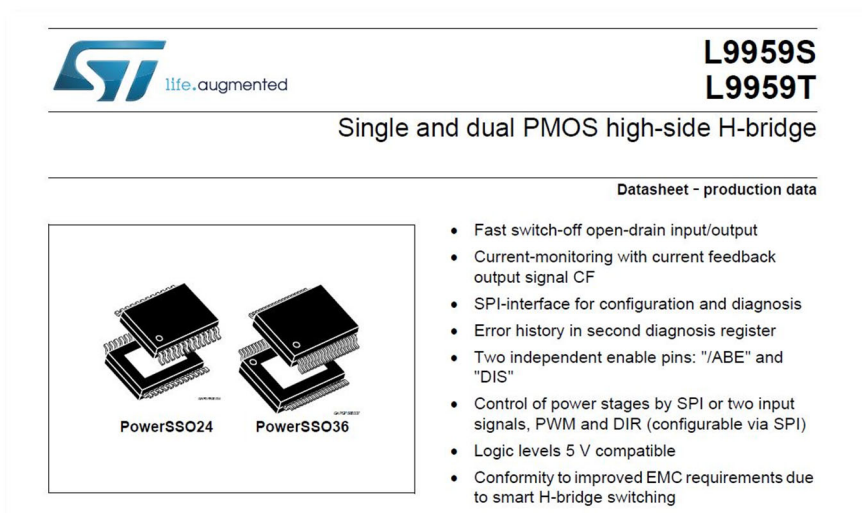 L9959S
L9959T
life.augmented
Single and dual PMOS high-side H-bridge
Datasheet - production data
PowerSSO24
PowerSSO36
• Fast switch-off open-drain input/output
• Current-monitoring with current feedback
output signal CF
• SPI-interface for configuration and diagnosis
• Error history in second diagnosis register
• Two independent enable pins: "/ABE" and
"DIS"
• Control of power stages by SPI or two input
signals, PWM and DIR (configurable via SPI)
• Logic levels 5 V compatible
• Conformity to improved EMC requirements due
to smart H-bridge switching